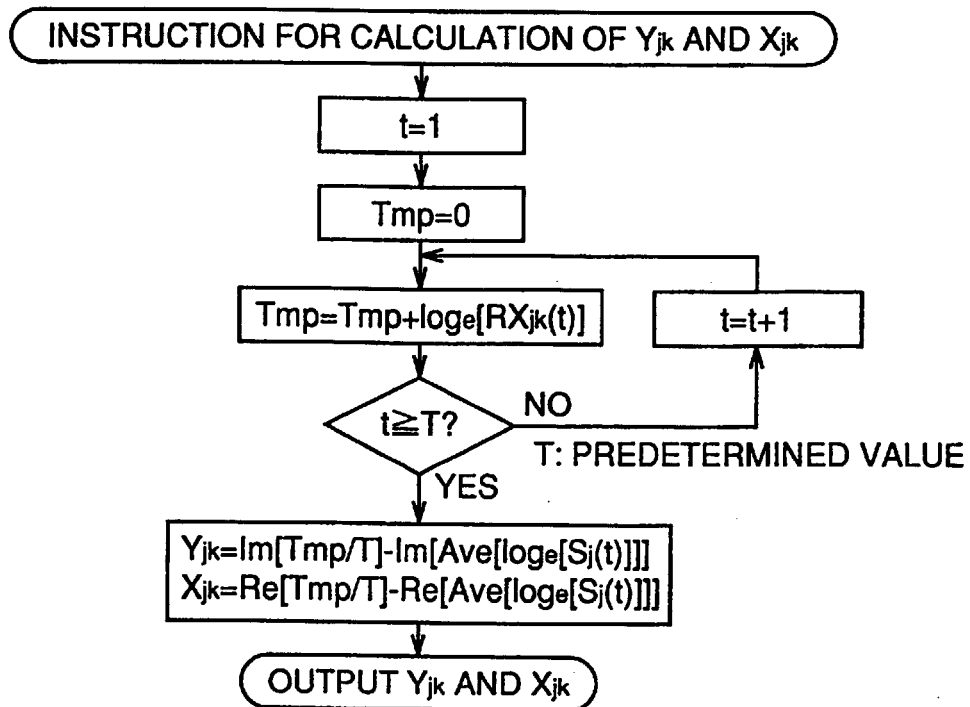 INSTRUCTION FOR CALCULATION OF Yjk AND Xjk
t=1
Tmp=0
Tmp=Tmp+loge[RXjk(t)]
t=t+1
t≧T?
NO
T: PREDETERMINED VALUE
YES
Yjk=Im[Tmp/T]-Im[Ave[loge[Sj(t)]]]
Xjk=Re[Tmp/T]-Re[Ave[loge[Sj(t)]]]
OUTPUT Yjk AND Xjk